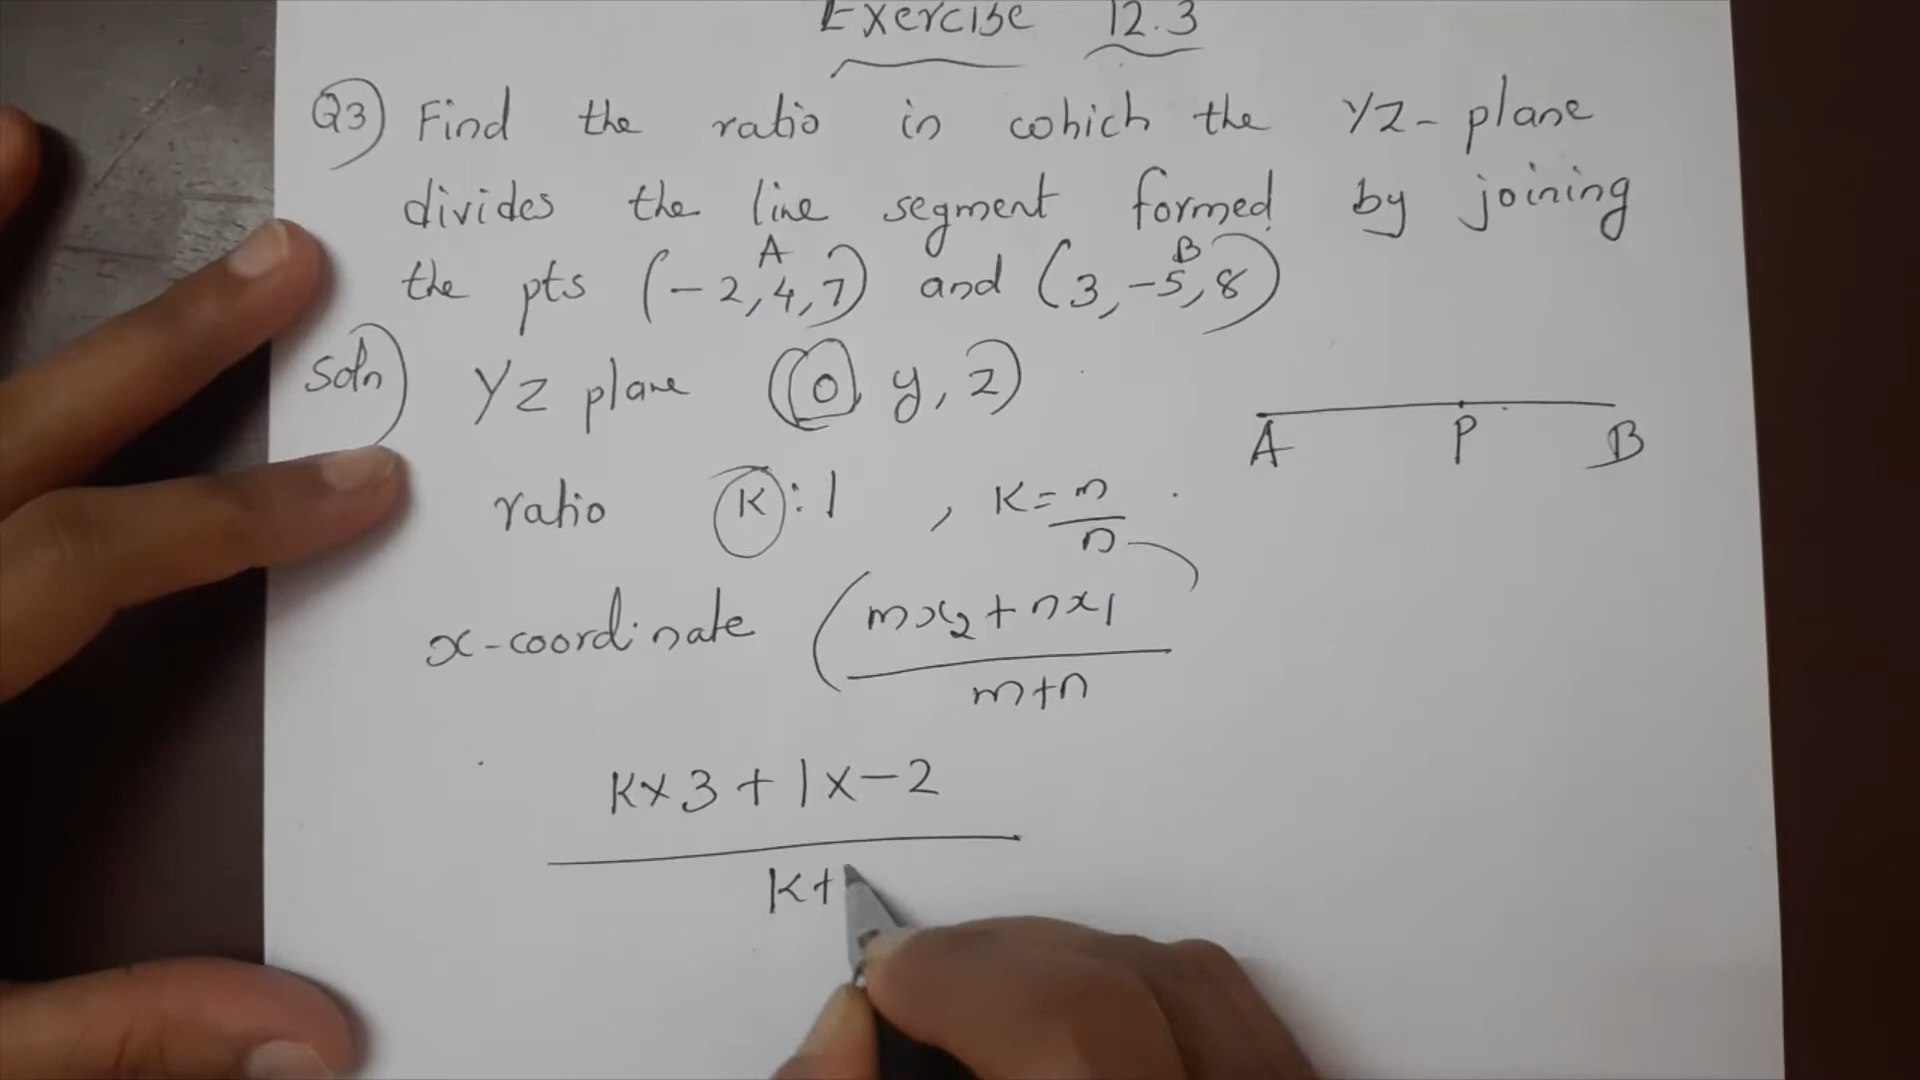 Exercise 12.3
Q3) Find the ratio in which the YZ-plane
divides the line segment formed by joining
A B
the pts (-2,4,7) and (3,-5,8)
Soln) YZ plane (0, y, z)
A P B
ratio K:1 , K=m/n
x-coordinate (mx₂+nx₁
m+n
K×3+1×-2
K+